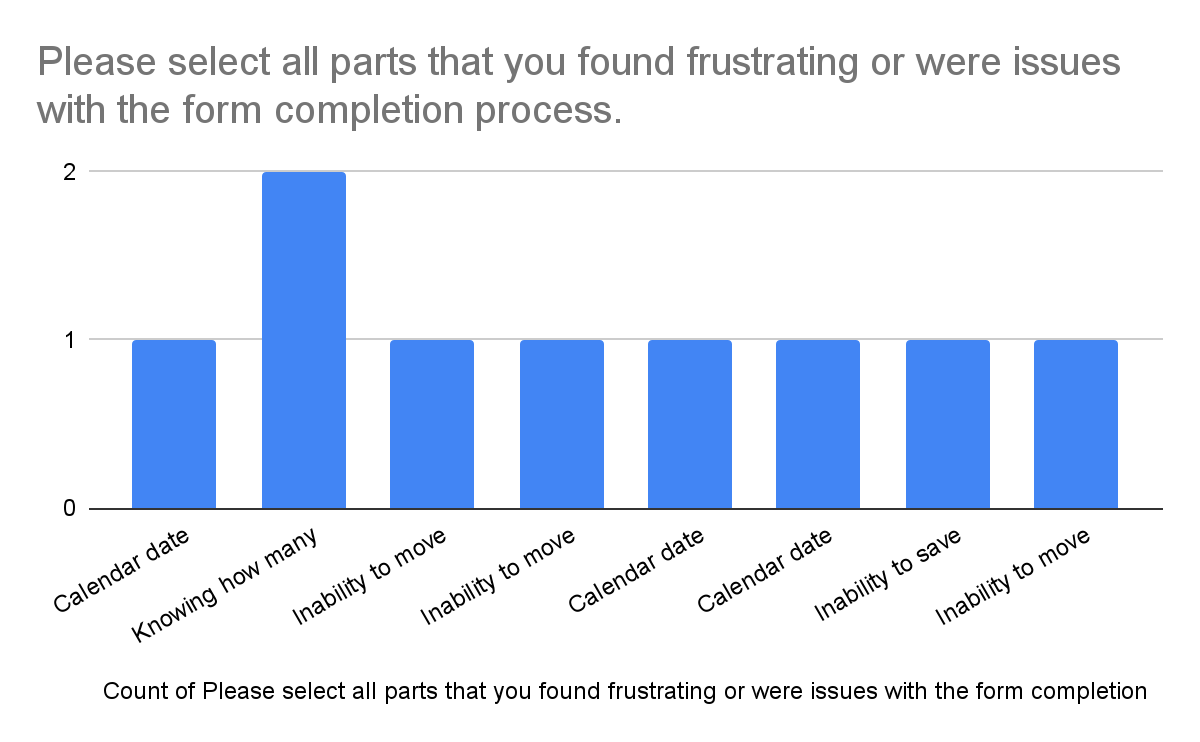 Please select all parts that you found frustrating or were issues
with the form completion process.
2
1
0
Calendar date
Knowing how many
Inability to move
Inability to move
Calendar date
Calendar date
Inability to save
Inability to move
Count of Please select all parts that you found frustrating or were issues with the form completion